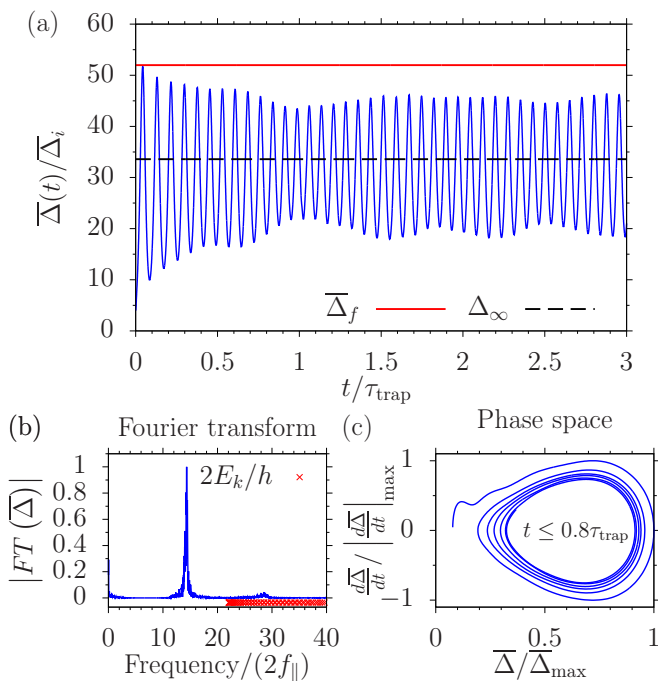 (a)
60
50
40
30
20
10
0
Δ̅(t)/Δ̅ᵢ
Δ̅_f
Δ_∞
0 0.5 1 1.5 2 2.5 3
t/τ_trap
(b) Fourier transform
1
0.8
0.6
0.4
0.2
0
|FT (Δ̅)|
2E_k/h
0 10 20 30 40
Frequency/(2f_∥)
(c) Phase space
1
0
−1
dΔ̅/dt / |dΔ̅/dt|_max
t ≤ 0.8τ_trap
0 0.5 1
Δ̅/Δ̅_max